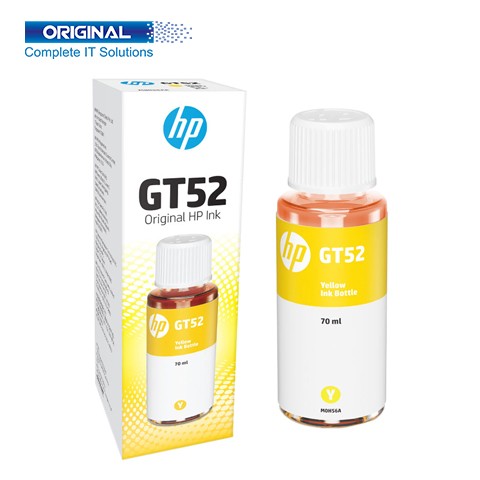 ORIGINAL
Complete IT Solutions
hp
GT52
Original HP Ink
hp
GT52
Yellow
Ink Bottle
70 ml
Y
hp
GT52
Yellow
Ink Bottle
70 ml
Y
M0H56A